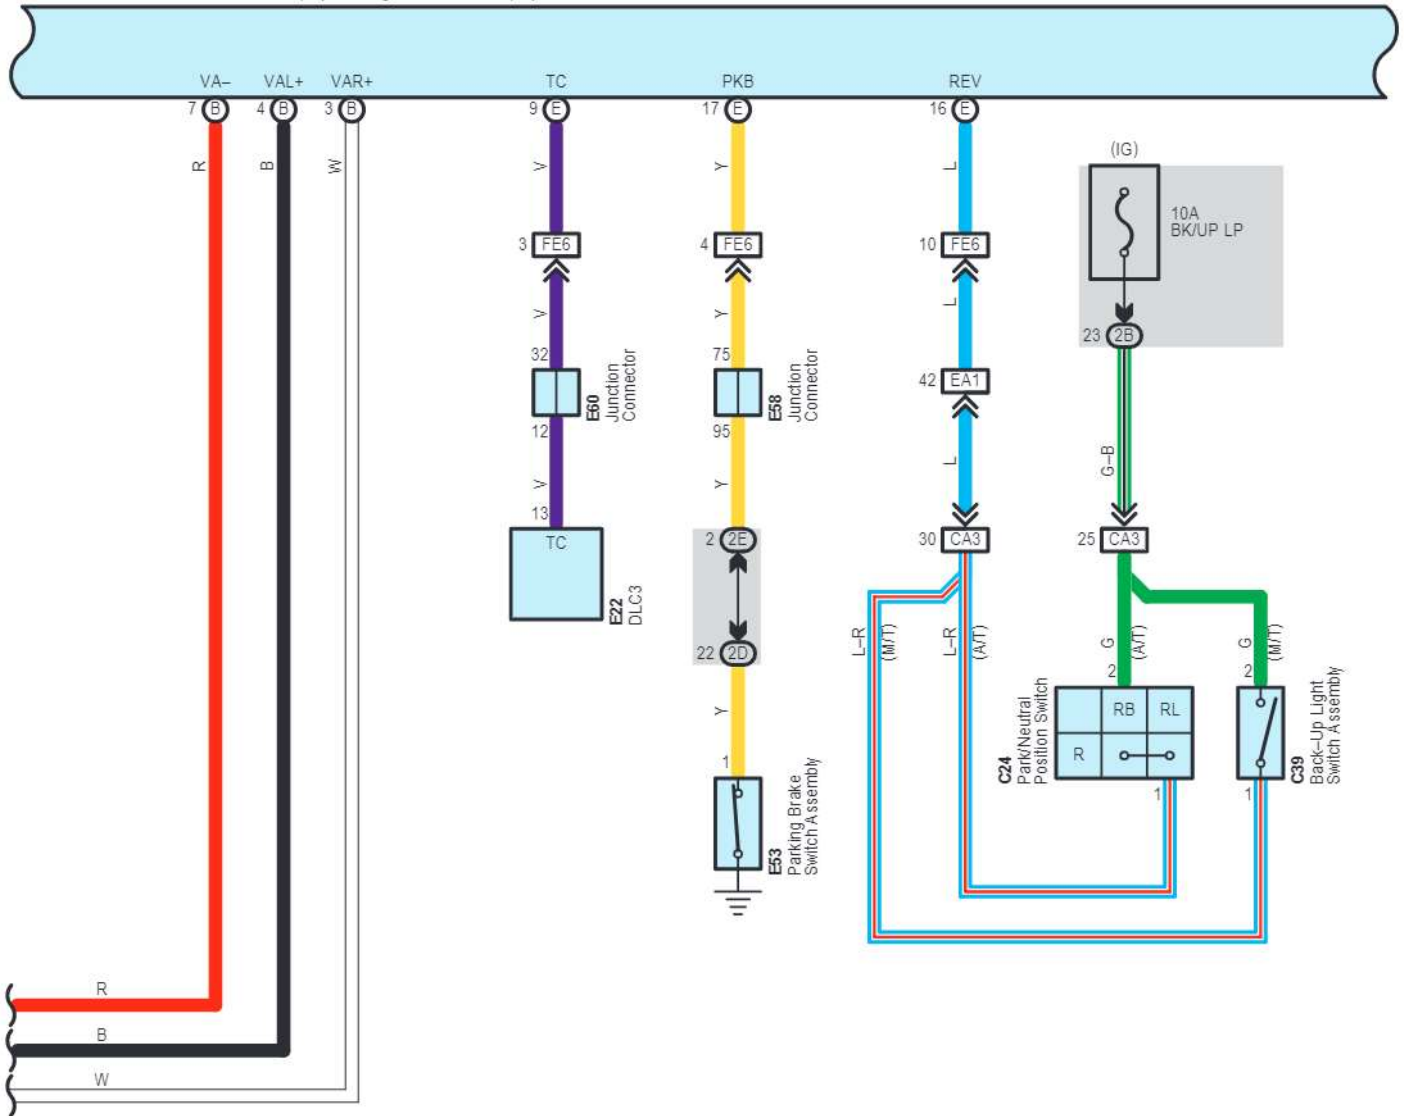 VA–
VAL+
VAR+
TC
PKB
REV
7 B
4 B
3 B
9 E
17 E
16 E
(IG)
R
B
W
V
Y
L
10A
BK/UP LP
3 FE6
4 FE6
10 FE6
V
Y
L
23 2B
32
75
E60
Junction
Connector
E58
Junction
Connector
42 EA1
12
95
V
Y
L
G–B
13
TC
E22
DLC3
2 2E
22 2D
30 CA3
25 CA3
L–R
(M/T)
L–R
(A/T)
G
(A/T)
G
(M/T)
2
2
RB
RL
R
C24
Park/Neutral
Position Switch
1
1
C39
Back–Up Light
Switch Assembly
Y
1
E53
Parking Brake
Switch Assembly
R
B
W